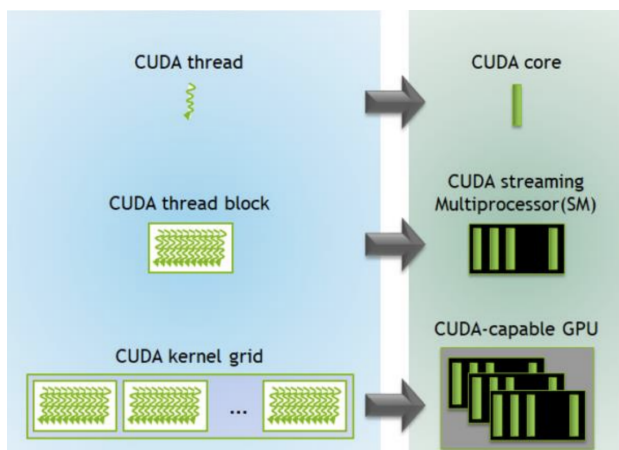 CUDA thread
CUDA core
CUDA thread block
CUDA streaming
Multiprocessor(SM)
CUDA kernel grid
...
CUDA-capable GPU